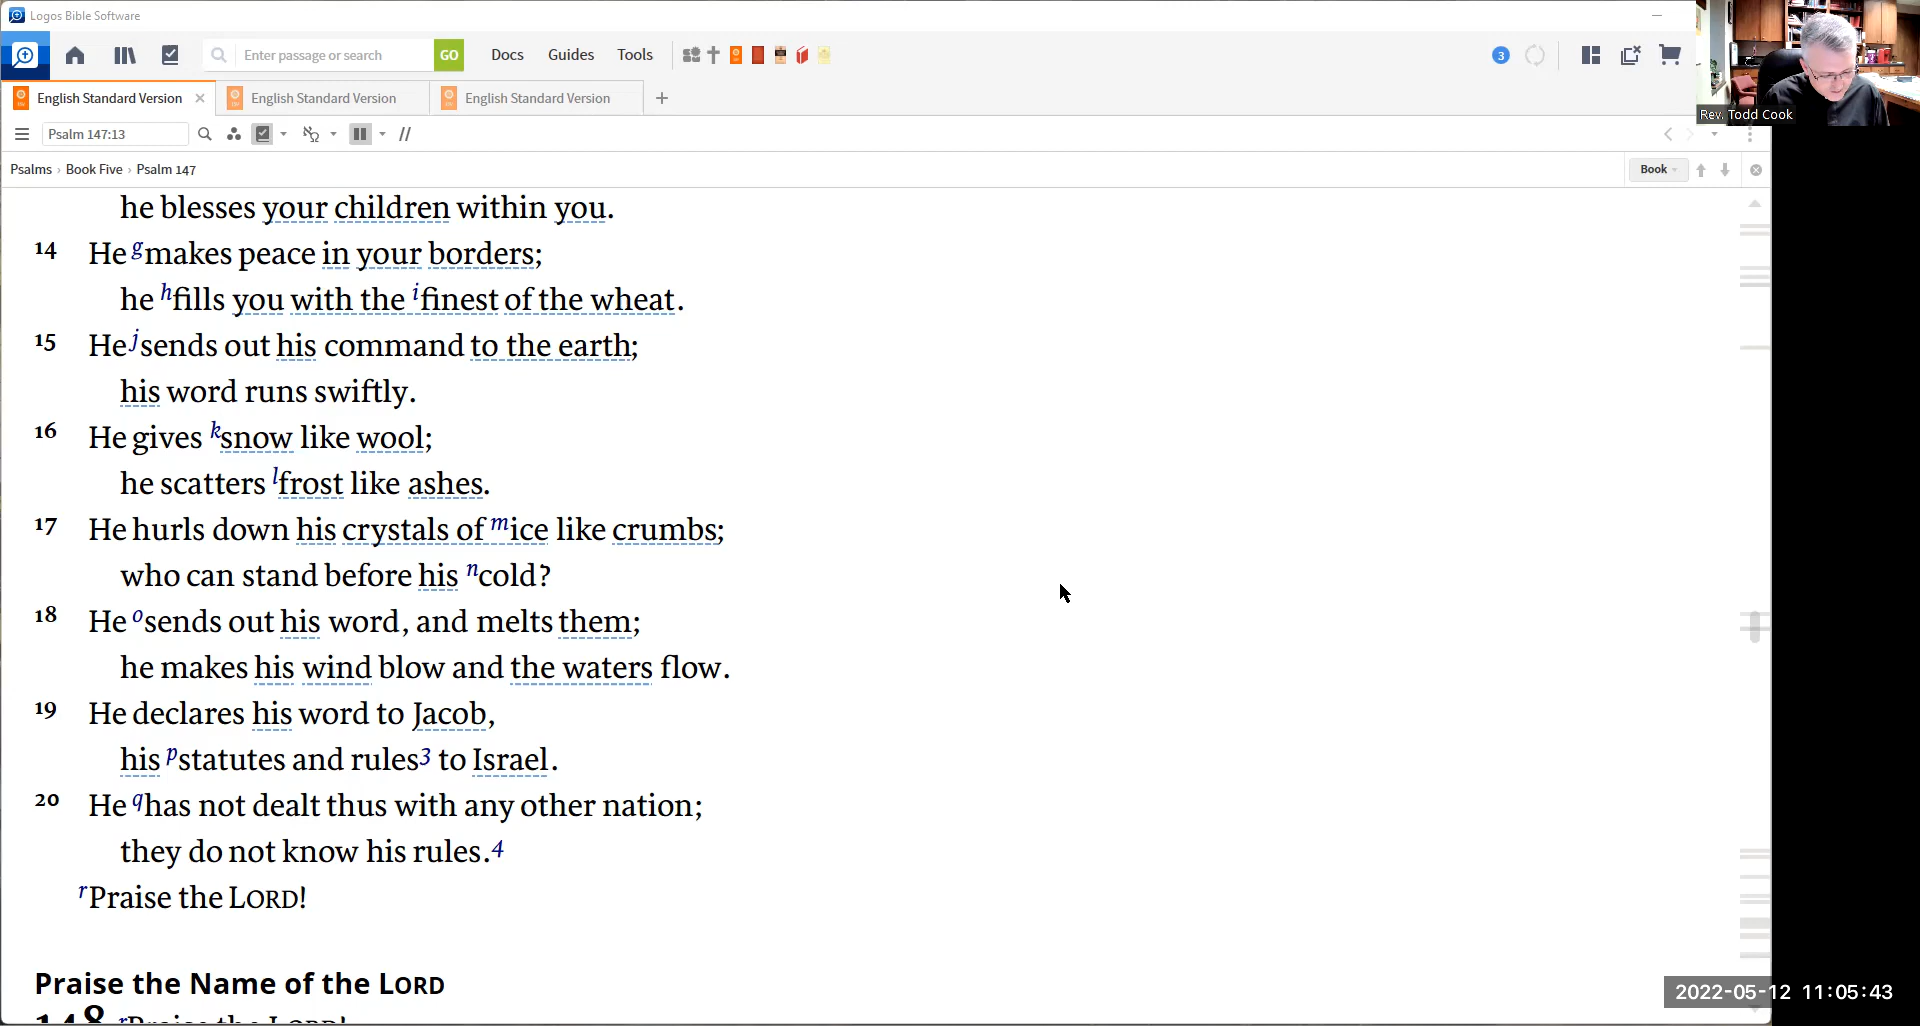 Logos Bible Software
Enter passage or search
GO
Docs
Guides
Tools
3
English Standard Version
English Standard Version
English Standard Version
Rev. Todd Cook
Psalm 147:13
Psalms › Book Five › Psalm 147
Book
he blesses your children within you.
14 He g makes peace in your borders;
he h fills you with the i finest of the wheat.
15 He j sends out his command to the earth;
his word runs swiftly.
16 He gives k snow like wool;
he scatters l frost like ashes.
17 He hurls down his crystals of m ice like crumbs;
who can stand before his n cold?
18 He o sends out his word, and melts them;
he makes his wind blow and the waters flow.
19 He declares his word to Jacob,
his p statutes and rules3 to Israel.
20 He q has not dealt thus with any other nation;
they do not know his rules.4
r Praise the LORD!
Praise the Name of the LORD
148 r Praise the LORD!
2022-05-12 11:05:43